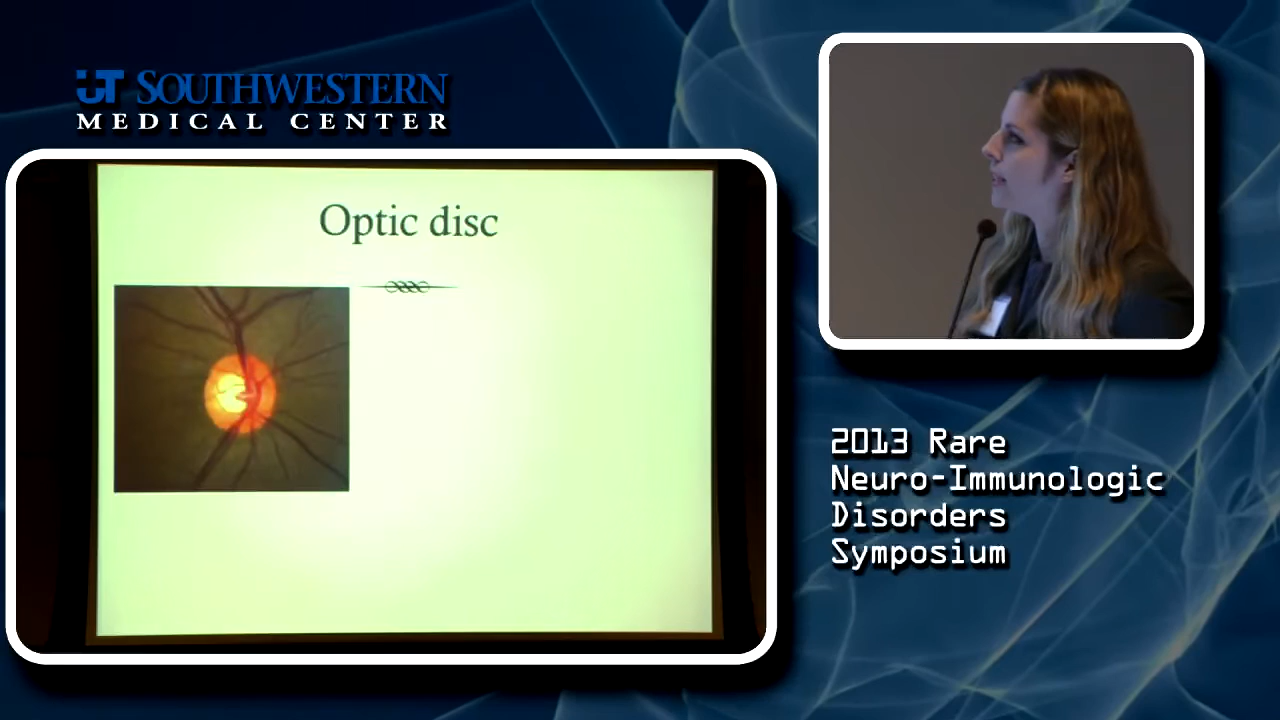 UT SOUTHWESTERN
MEDICAL CENTER
Optic disc
2013 Rare
Neuro-Immunologic
Disorders
Symposium